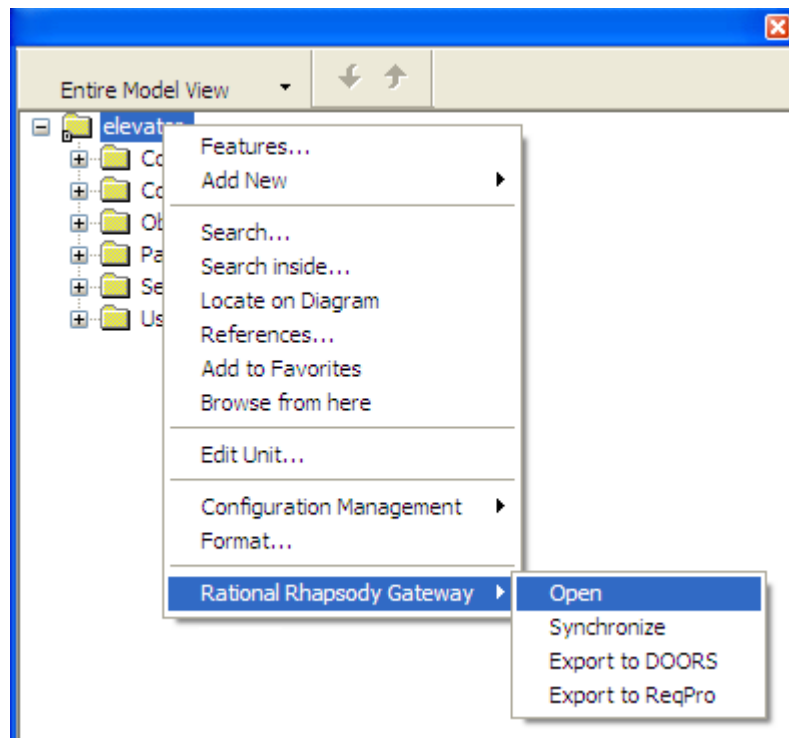 Entire Model View
elevator
Features...
Add New
Search...
Search inside...
Locate on Diagram
References...
Add to Favorites
Browse from here
Edit Unit...
Configuration Management
Format...
Rational Rhapsody Gateway
Open
Synchronize
Export to DOORS
Export to ReqPro